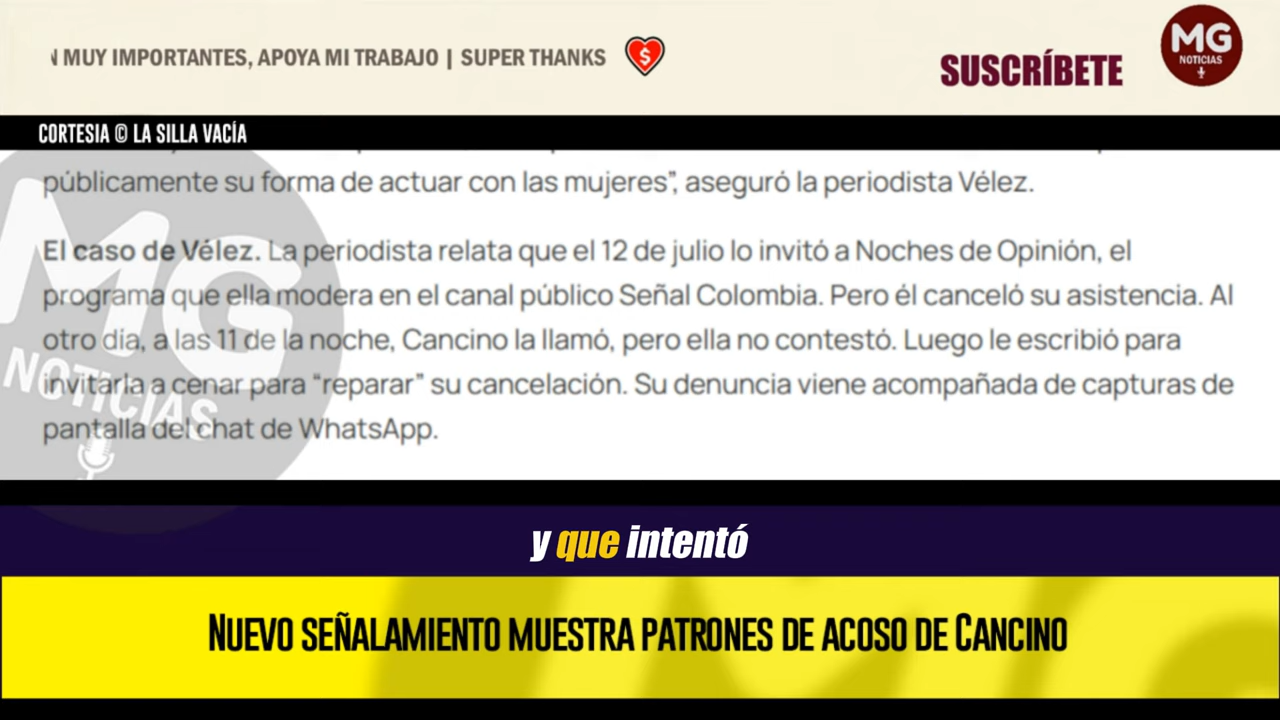 MUY IMPORTANTES, APOYA MI TRABAJO | SUPER THANKS
$
SUSCRÍBETE
MG
NOTICIAS
CORTESIA © LA SILLA VACÍA
públicamente su forma de actuar con las mujeres”, aseguró la periodista Vélez.
El caso de Vélez. La periodista relata que el 12 de julio lo invitó a Noches de Opinión, el
programa que ella modera en el canal público Señal Colombia. Pero él canceló su asistencia. Al
otro día, a las 11 de la noche, Cancino la llamó, pero ella no contestó. Luego le escribió para
invitarla a cenar para “reparar” su cancelación. Su denuncia viene acompañada de capturas de
pantalla del chat de WhatsApp.
MG
NOTICIAS
y que intentó
NUEVO SEÑALAMIENTO MUESTRA PATRONES DE ACOSO DE CANCINO